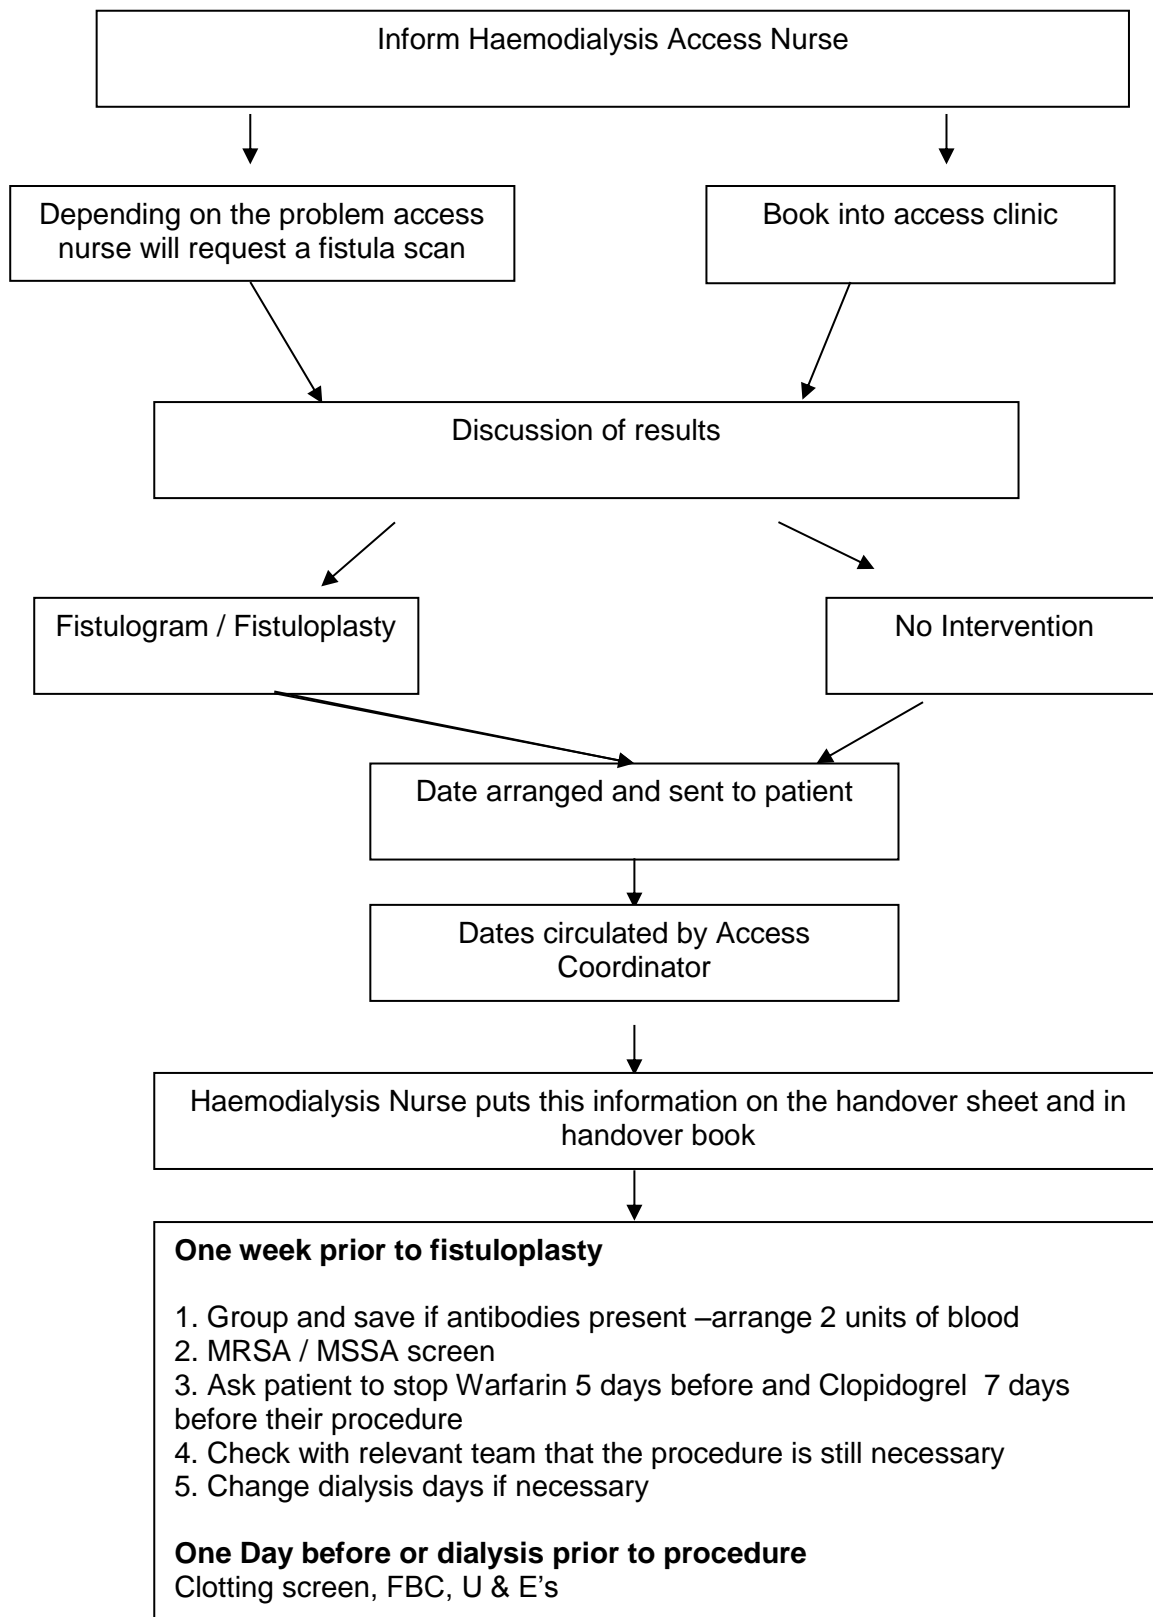 Inform Haemodialysis Access Nurse
Depending on the problem access
nurse will request a fistula scan
Book into access clinic
Discussion of results
Fistulogram / Fistuloplasty
No Intervention
Date arranged and sent to patient
Dates circulated by Access
Coordinator
Haemodialysis Nurse puts this information on the handover sheet and in
handover book
One week prior to fistuloplasty
1. Group and save if antibodies present –arrange 2 units of blood
2. MRSA / MSSA screen
3. Ask patient to stop Warfarin 5 days before and Clopidogrel  7 days
before their procedure
4. Check with relevant team that the procedure is still necessary
5. Change dialysis days if necessary
One Day before or dialysis prior to procedure
Clotting screen, FBC, U & E’s